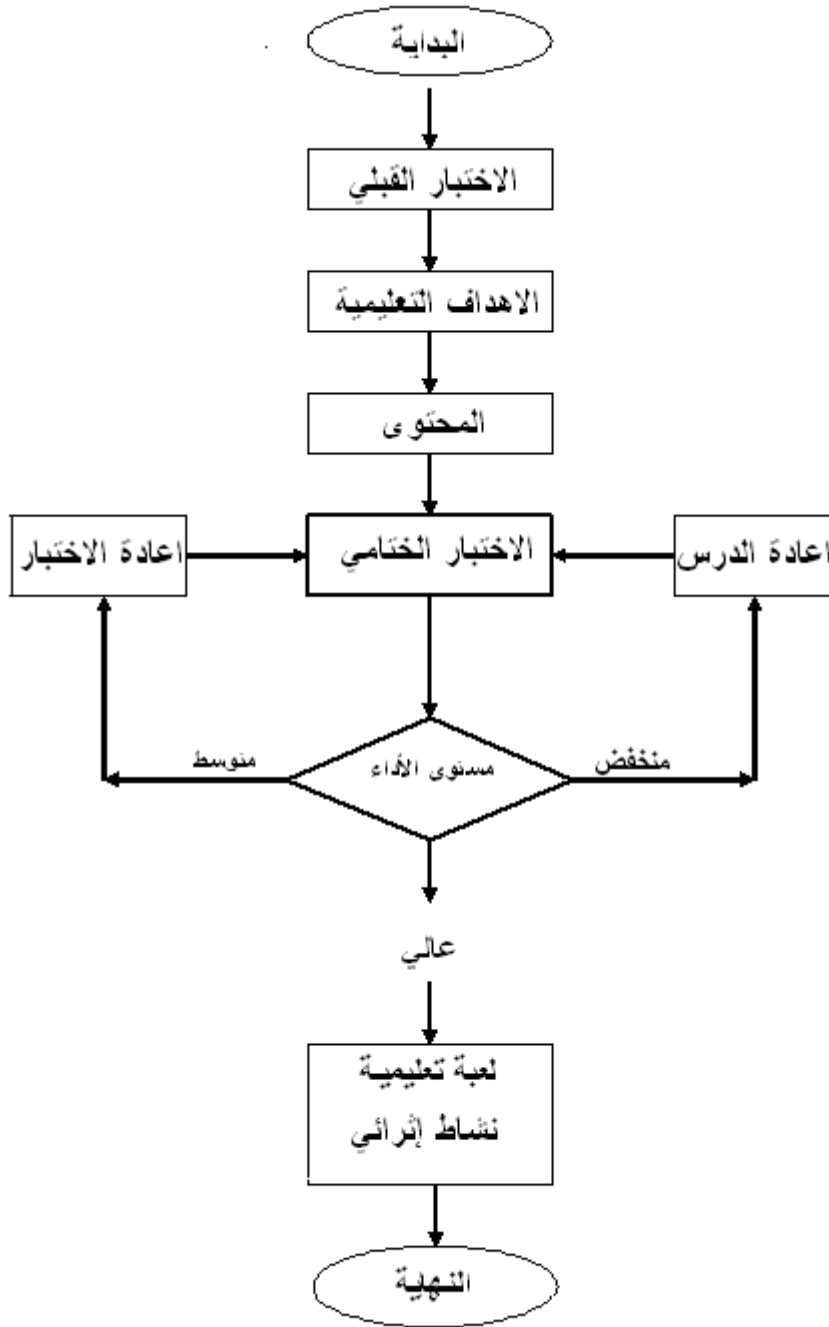 البداية
الاختبار القبلي
الاهداف التعليمية
المحتوى
اعادة الدرس
الاختبار الختامي
اعادة الاختبار
منخفض
مستوى الأداء
متوسط
عالي
لعبة تعليمية
نشاط إثرائي
النهاية